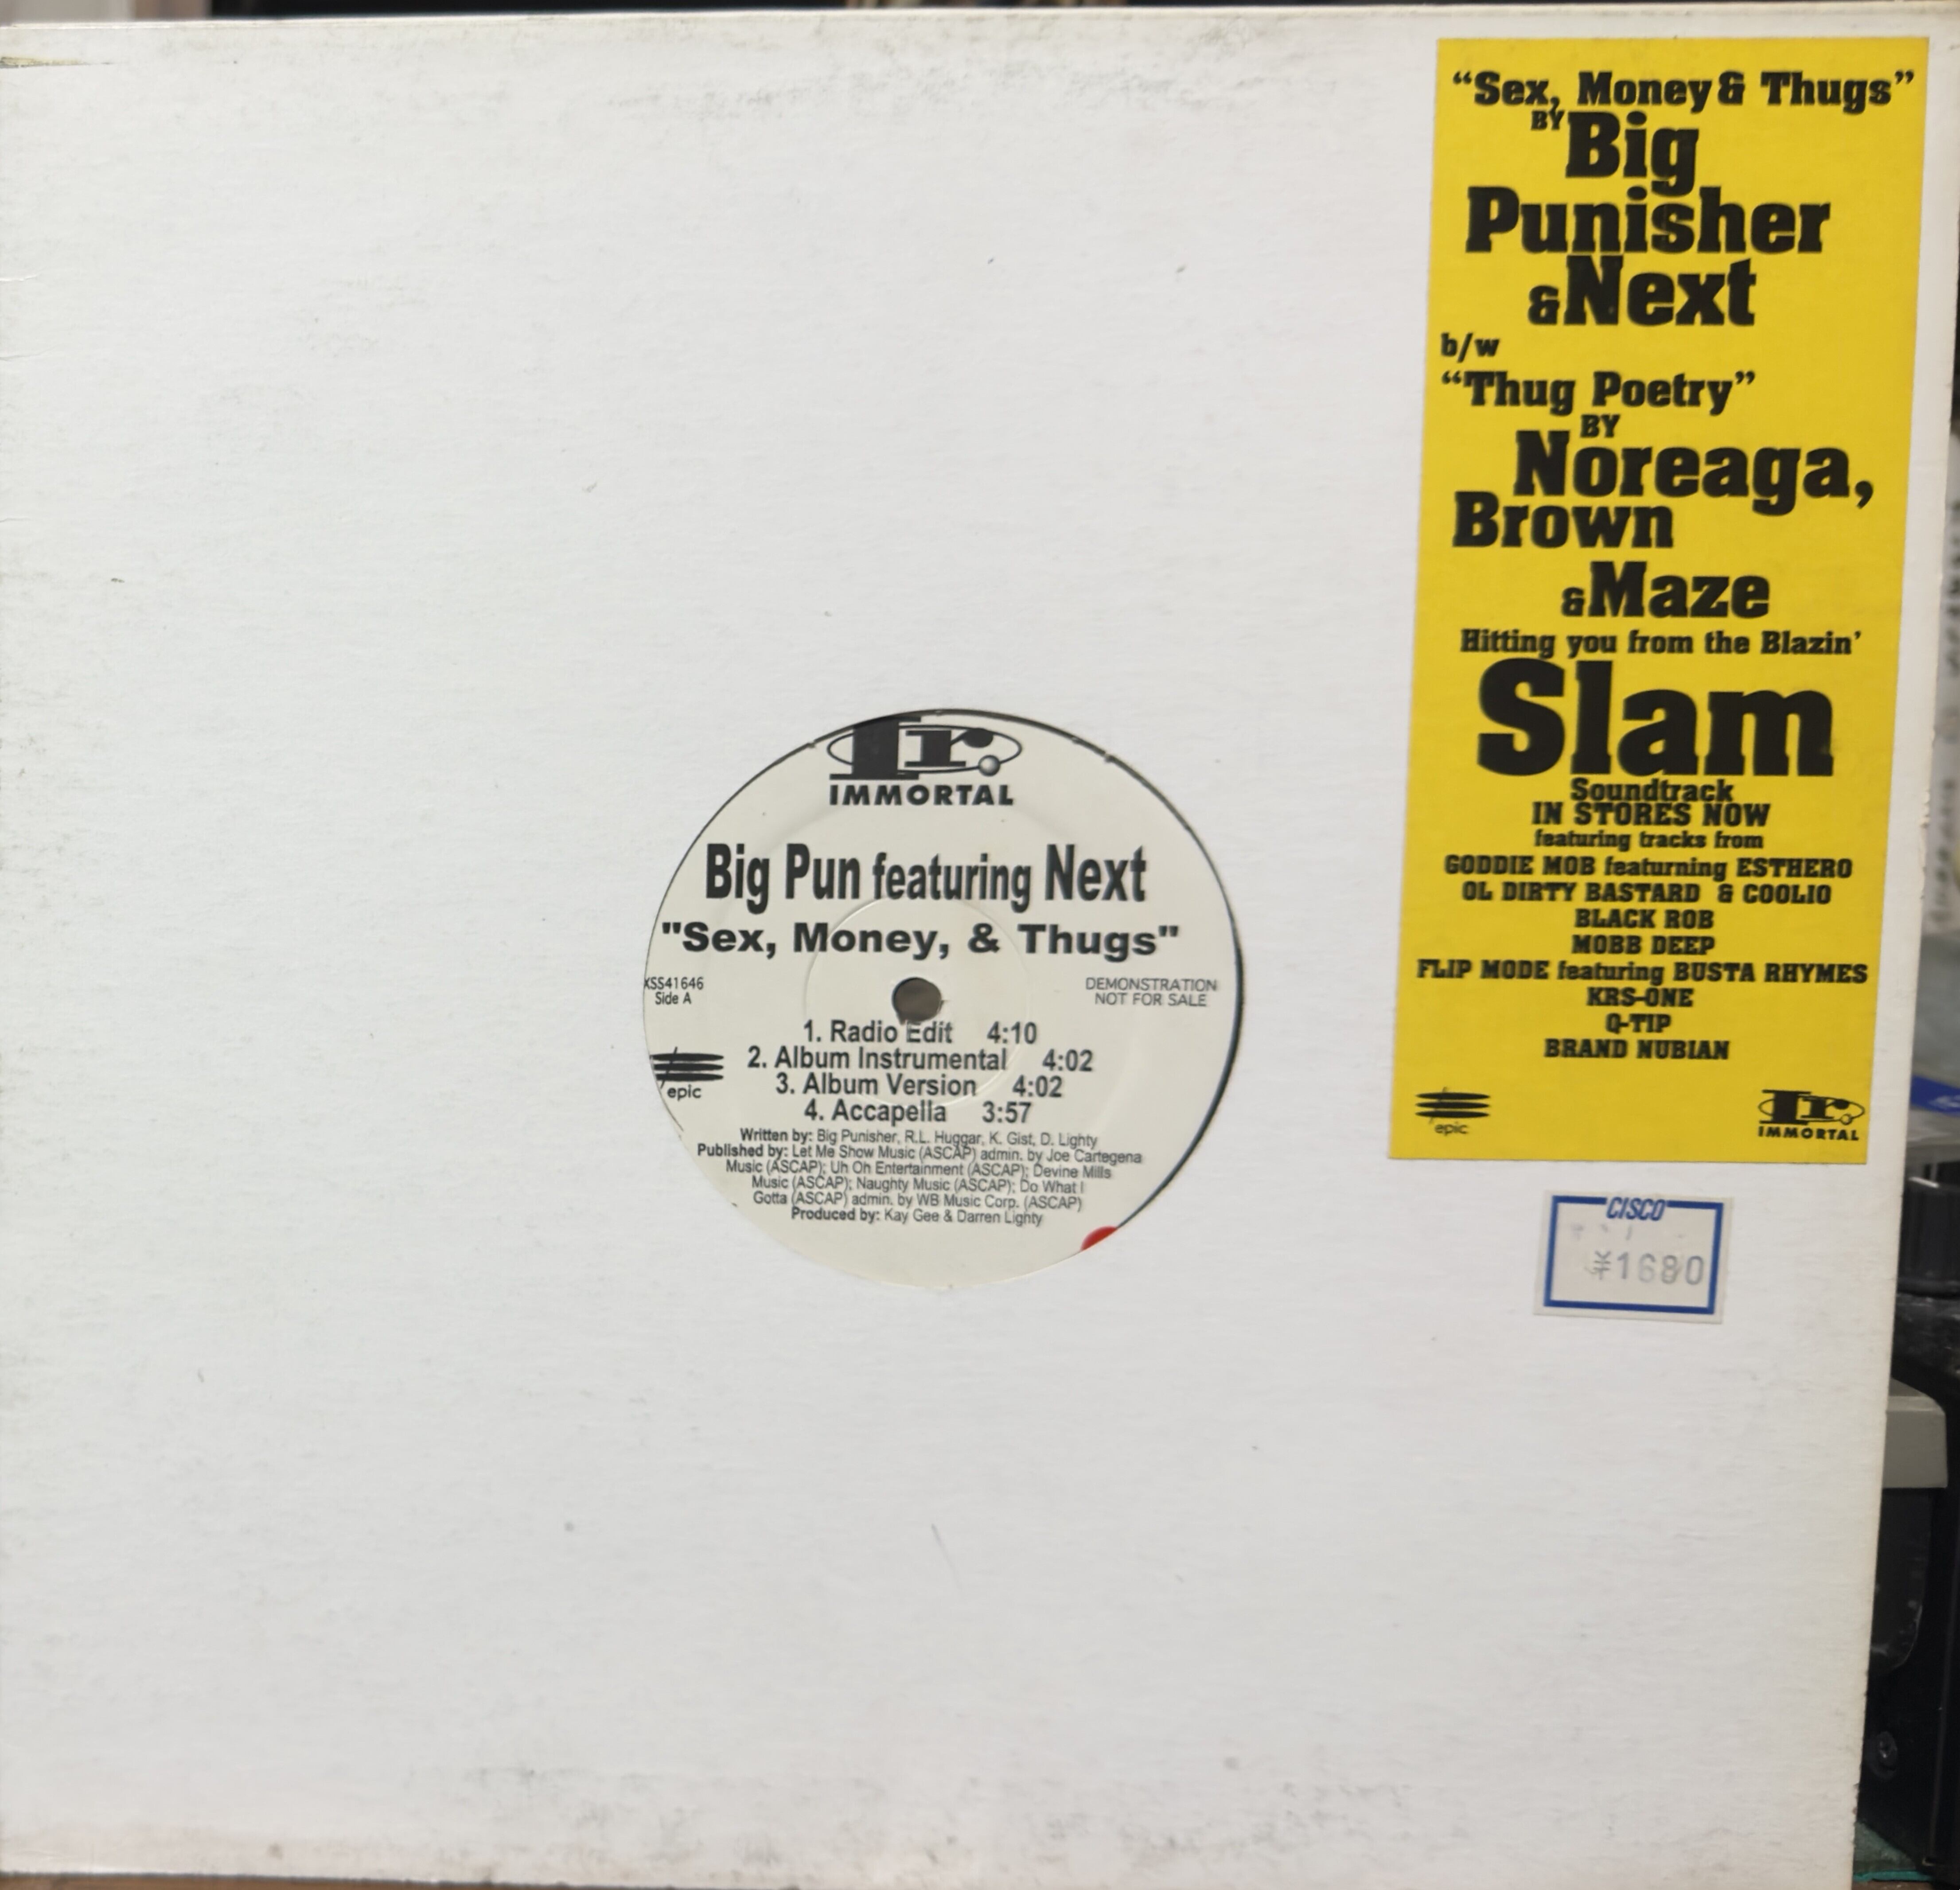 Ir.
IMMORTAL
Big Pun featuring Next
"Sex, Money, & Thugs"
XSS41646
Side A
DEMONSTRATION
NOT FOR SALE
1. Radio Edit 4:10
2. Album Instrumental 4:02
3. Album Version 4:02
4. Accapella 3:57
epic
Written by: Big Punisher, R.L. Huggar, K. Gist, D. Lighty
Published by: Let Me Show Music (ASCAP) admin. by Joe Cartegena
Music (ASCAP); Uh Oh Entertainment (ASCAP); Devine Mills
Music (ASCAP); Naughty Music (ASCAP); Do What I
Gotta (ASCAP) admin. by WB Music Corp. (ASCAP)
Produced by: Kay Gee & Darren Lighty
“Sex, Money & Thugs”
BY Big
Punisher
& Next
b/w
“Thug Poetry”
BY
Noreaga,
Brown
& Maze
Hitting you from the Blazin’
Slam
Soundtrack
IN STORES NOW
featuring tracks from
GODDIE MOB featurning ESTHERO
OL DIRTY BASTARD & COOLIO
BLACK ROB
MOBB DEEP
FLIP MODE featuring BUSTA RHYMES
KRS-ONE
Q-TIP
BRAND NUBIAN
epic
Ir.
IMMORTAL
CISCO
¥1680